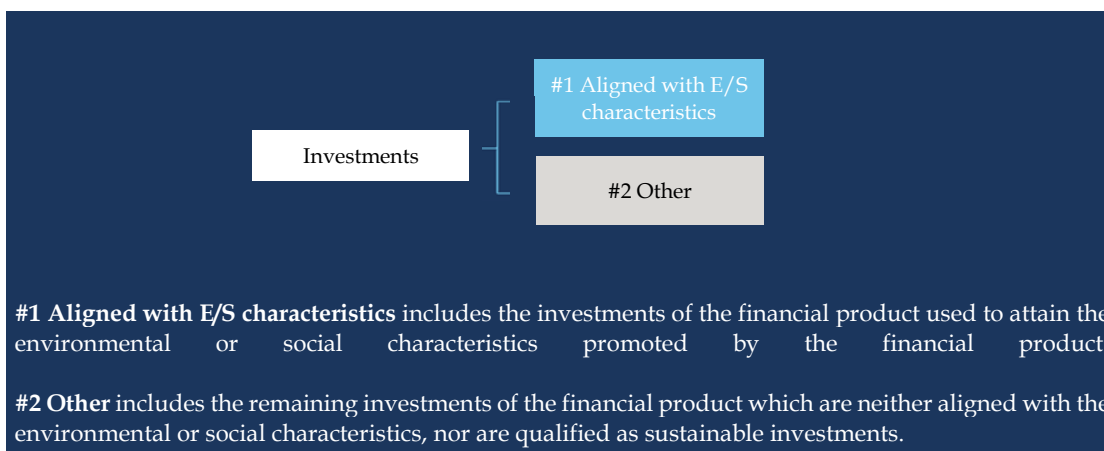 #1 Aligned with E/S
characteristics
Investments
#2 Other
#1 Aligned with E/S characteristics includes the investments of the financial product used to attain the
environmental or social characteristics promoted by the financial product
#2 Other includes the remaining investments of the financial product which are neither aligned with the
environmental or social characteristics, nor are qualified as sustainable investments.